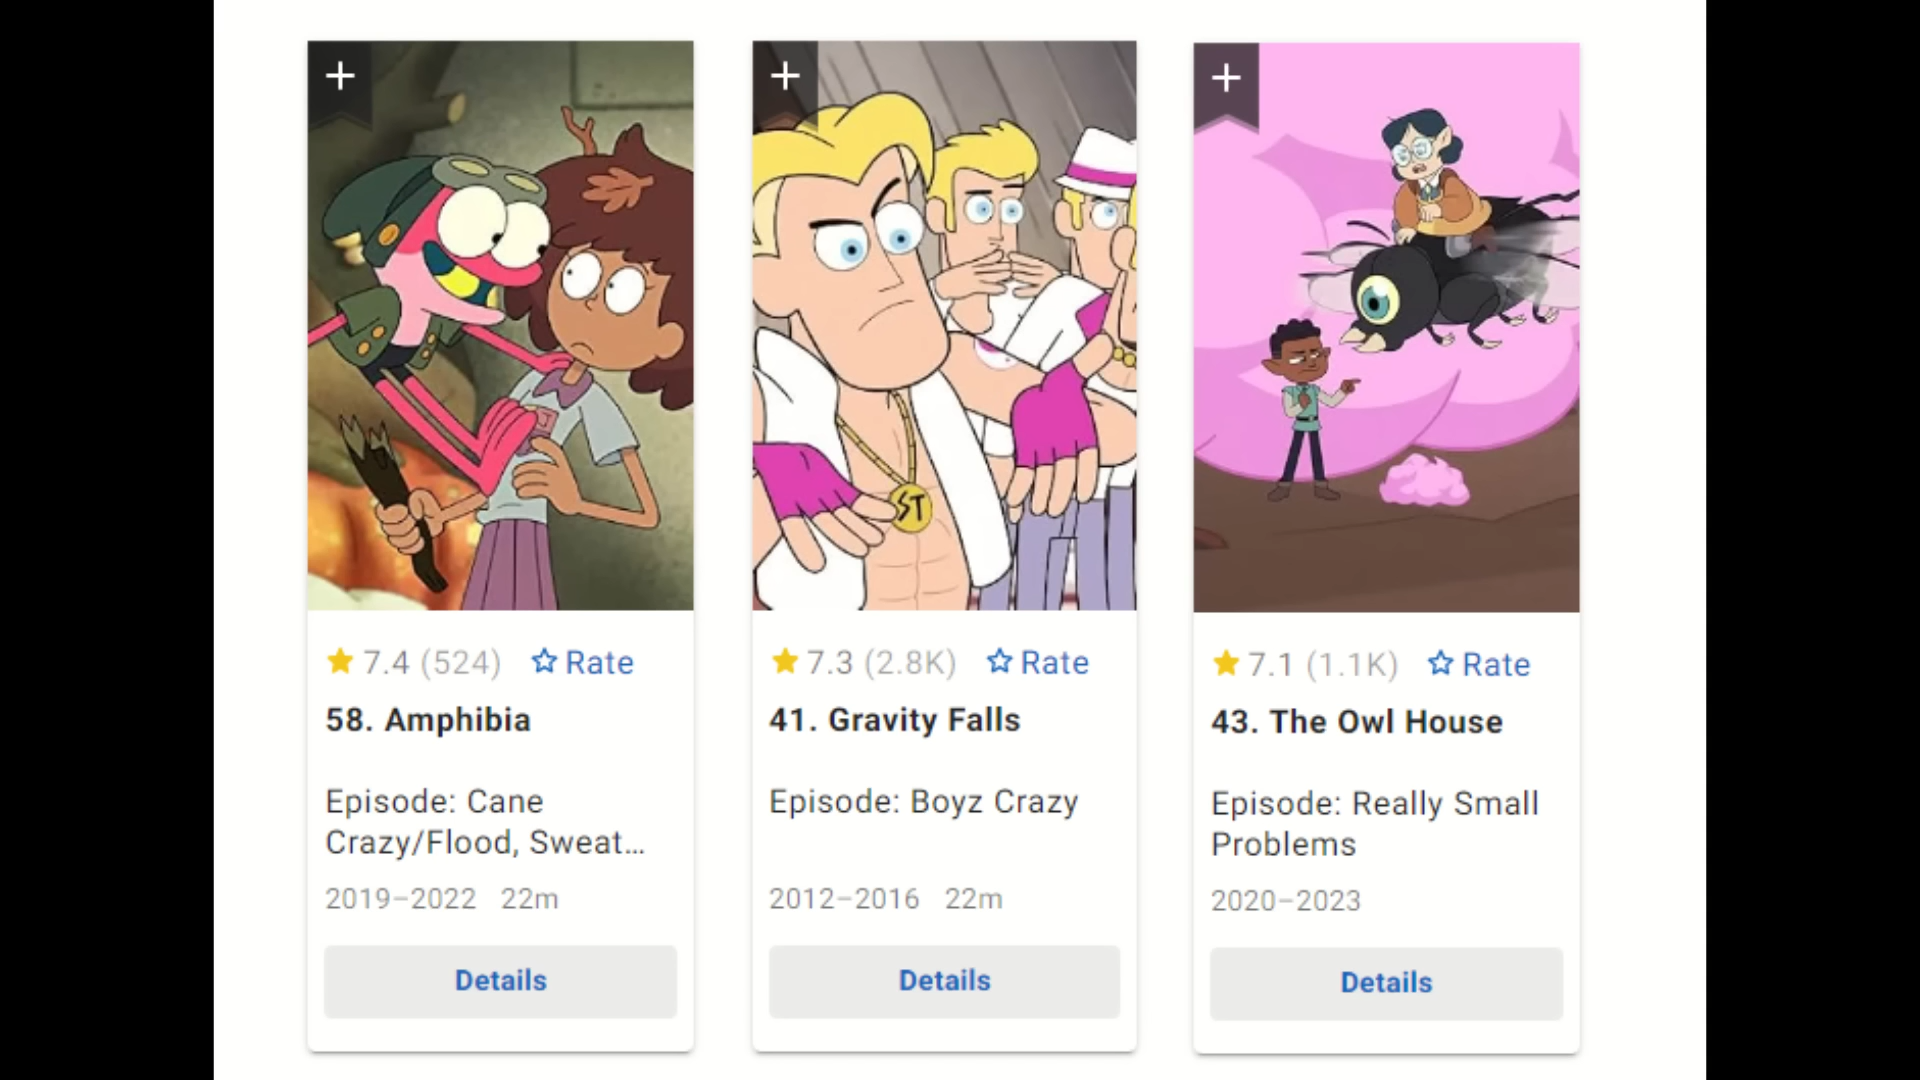 7.4 (524) Rate
58. Amphibia
Episode: Cane
Crazy/Flood, Sweat...
2019–2022 22m
Details
ST
7.3 (2.8K) Rate
41. Gravity Falls
Episode: Boyz Crazy
2012–2016 22m
Details
7.1 (1.1K) Rate
43. The Owl House
Episode: Really Small
Problems
2020–2023
Details